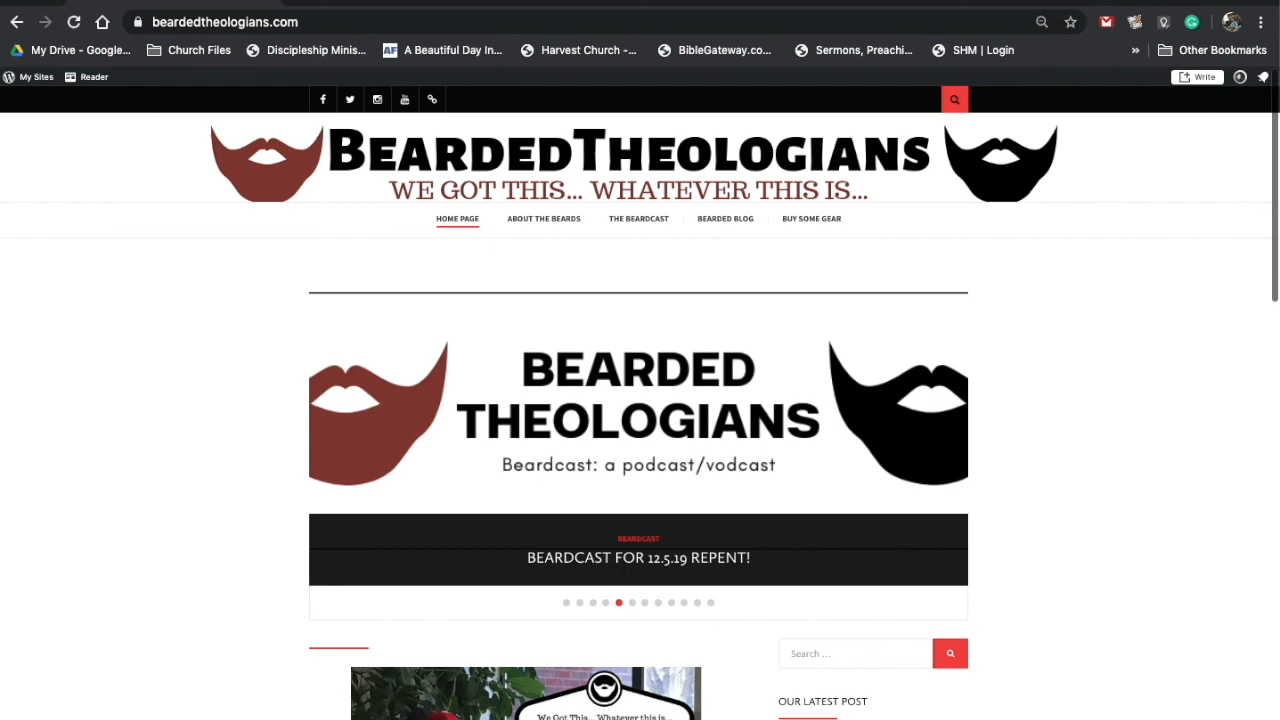 beardedtheologians.com
My Drive - Google...
Church Files
Discipleship Minis...
AF
A Beautiful Day In...
Harvest Church -...
BibleGateway.co...
Sermons, Preachi...
SHM | Login
»
Other Bookmarks
My Sites
Reader
Write
BEARDEDTHEOLOGIANS
WE GOT THIS... WHATEVER THIS IS...
HOME PAGE
ABOUT THE BEARDS
THE BEARDCAST
BEARDED BLOG
BUY SOME GEAR
BEARDED
THEOLOGIANS
Beardcast: a podcast/vodcast
BEARDCAST
BEARDCAST FOR 12.5.19 REPENT!
Search ...
We Got This... Whatever this is...
OUR LATEST POST